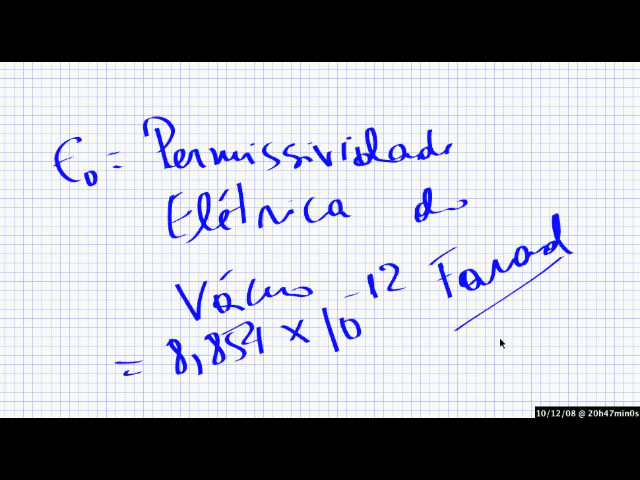 ε₀ = Permissividade
Elétrica do
Vácuo
= 8,854 × 10⁻¹² Farad
10/12/08 @ 20h47min0s